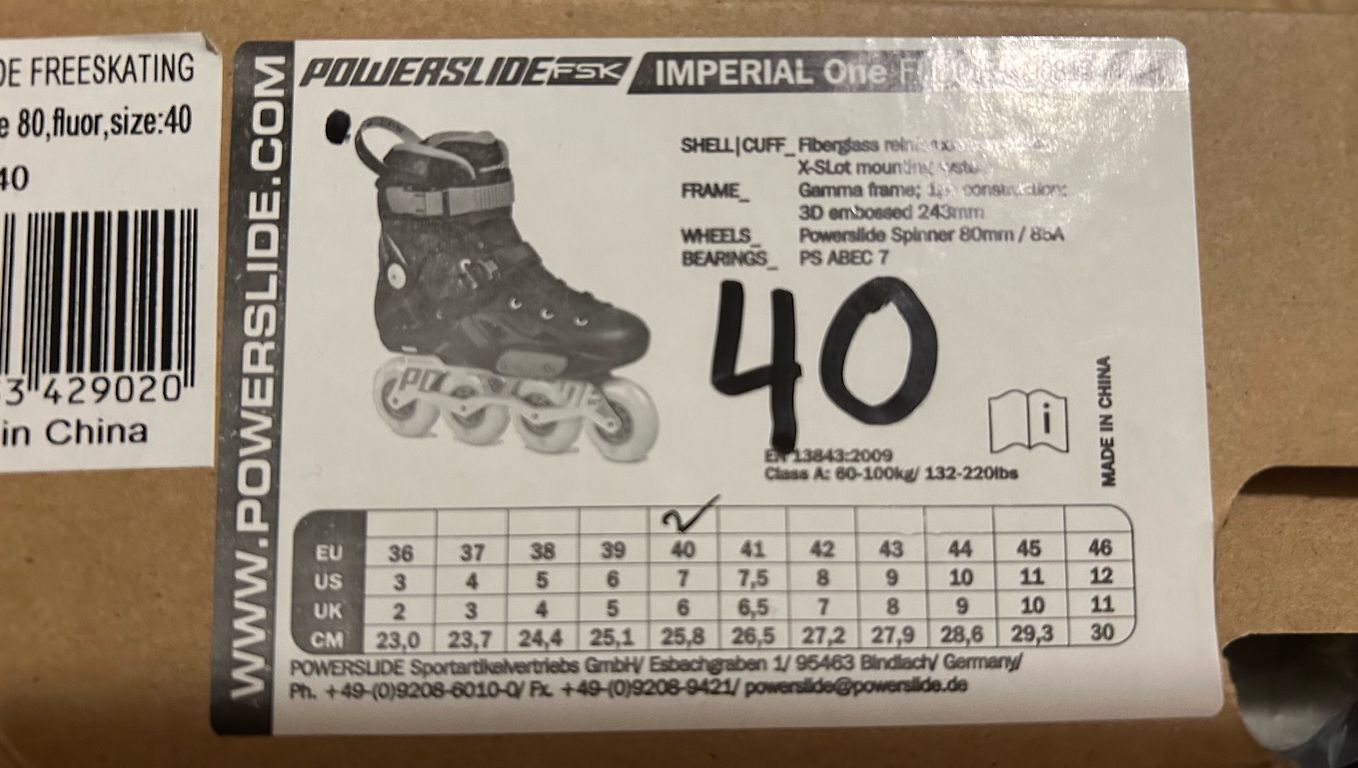 DE FREESKATING
e 80,fluor,size:40
40
3 429020
in China
WWW.POWERSLIDE.COM
POWERSLIDE FSK IMPERIAL One
SHELL|CUFF_ Fiberglass
X-SLot mounting
FRAME_ Gamma frame; construction;
3D embossed 243mm
WHEELS_ Powerslide Spinner 80mm / 85A
BEARINGS_ PS ABEC 7
40
i
MADE IN CHINA
EN 13843:2009
Class A: 60-100kg/ 132-220lbs
EU 36 37 38 39 40 41 42 43 44 45 46
US 3 4 5 6 7 7,5 8 9 10 11 12
UK 2 3 4 5 6 6,5 7 8 9 10 11
CM 23,0 23,7 24,4 25,1 25,8 26,5 27,2 27,9 28,6 29,3 30
POWERSLIDE Sportartikelvertriebs GmbH/ Esbachgraben 1/ 95463 Bindlach/ Germany/
Ph. +49-(0)9208-6010-0/ Fx. +49-(0)9208-9421/ powerslide@powerslide.de